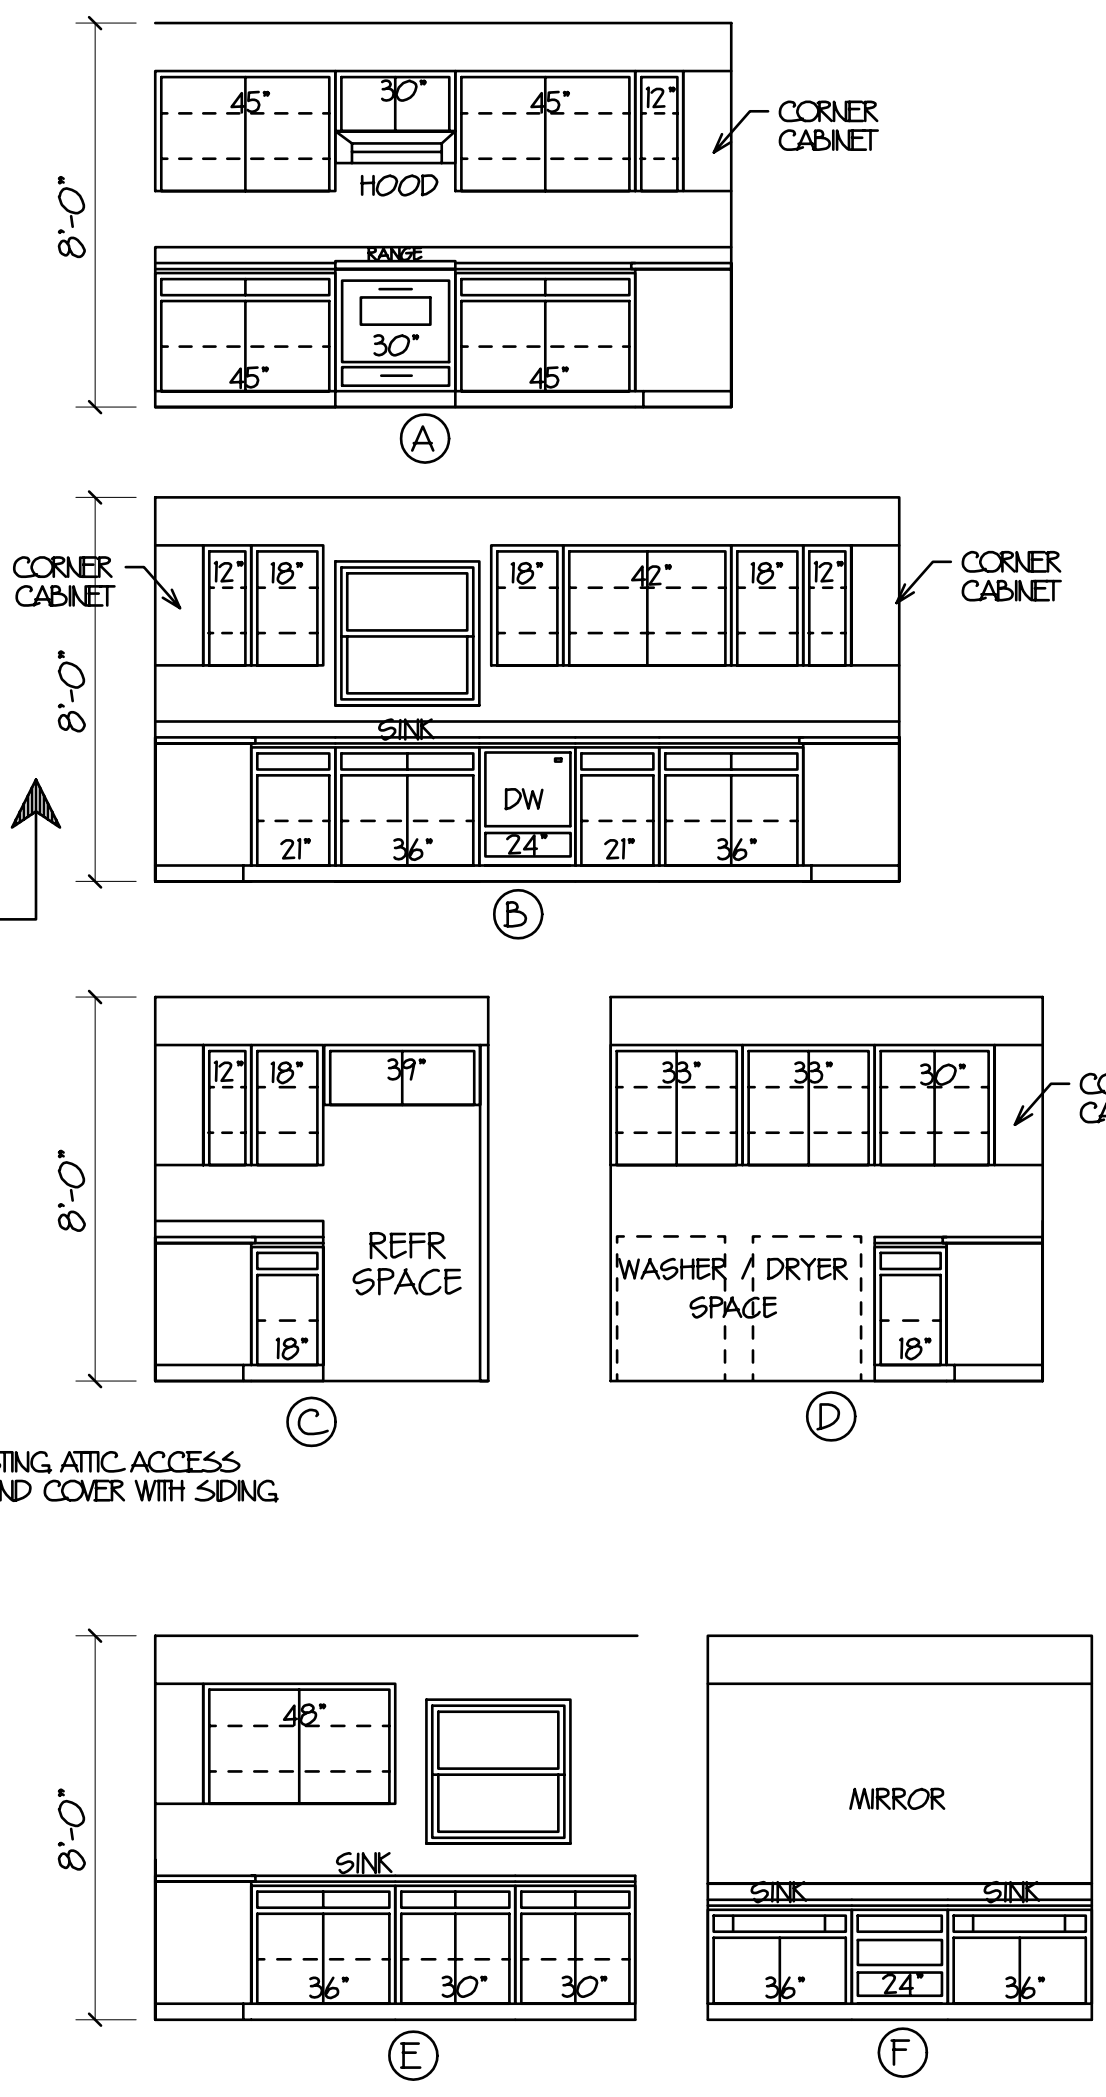 45" 30" 45" 12"
CORNER
CABINET
HOOD
8'-0"
RANGE
30"
45" 45"
A
CORNER
CABINET
12" 18" 18" 42" 18" 12"
CORNER
CABINET
8'-0"
SINK
DW
21" 36" 24" 21" 36"
B
12" 18" 39"
33" 33" 30"
CO
CA
8'-0"
REFR
SPACE
WASHER / DRYER
SPACE
18"
18"
C
D
TING ATTIC ACCESS
ND COVER WITH SIDING
48"
MIRROR
8'-0"
SINK
SINK SINK
36" 30" 30"
36" 24" 36"
E
F